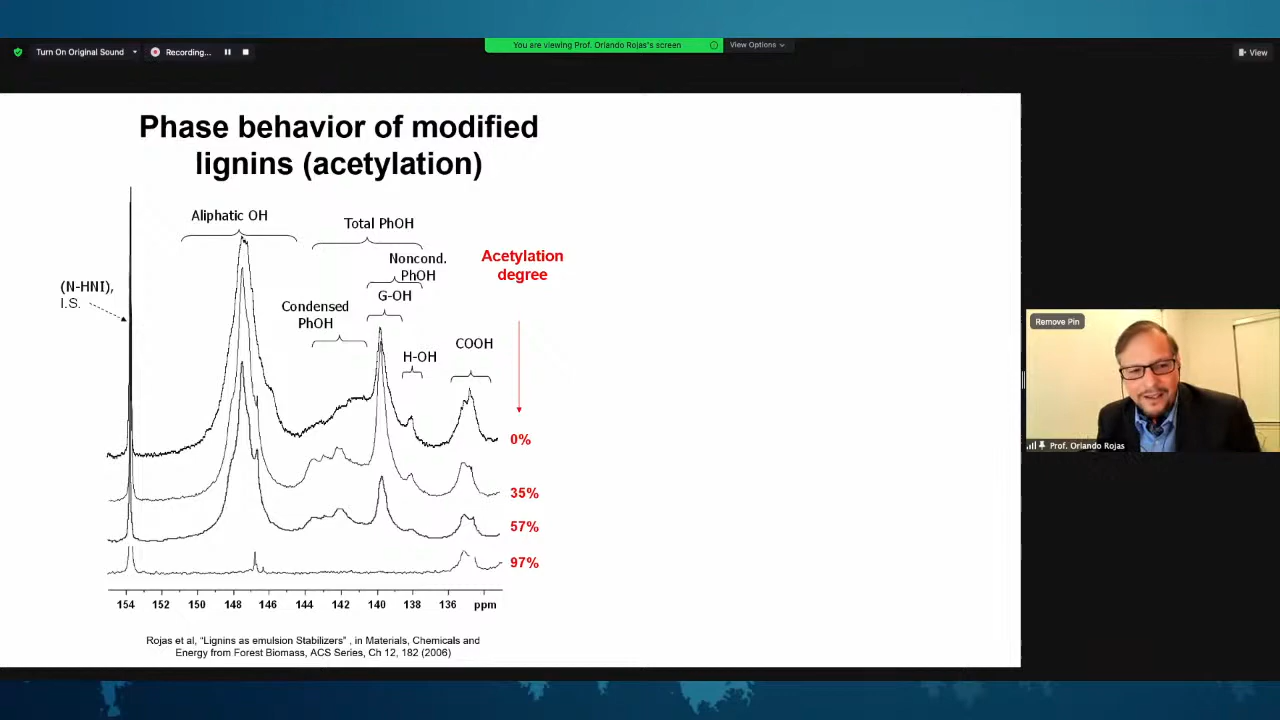 Turn On Original Sound
Recording...
You are viewing Prof. Orlando Rojas's screen
View Options
View
Phase behavior of modified
lignins (acetylation)
Aliphatic OH
Total PhOH
Noncond.
PhOH
Acetylation
degree
(N-HNI),
I.S.
G-OH
Condensed
PhOH
H-OH
COOH
Remove Pin
Prof. Orlando Rojas
0%
35%
57%
97%
154 152 150 148 146 144 142 140 138 136 ppm
Rojas et al, “Lignins as emulsion Stabilizers” , in Materials, Chemicals and
Energy from Forest Biomass, ACS Series, Ch 12, 182 (2006)